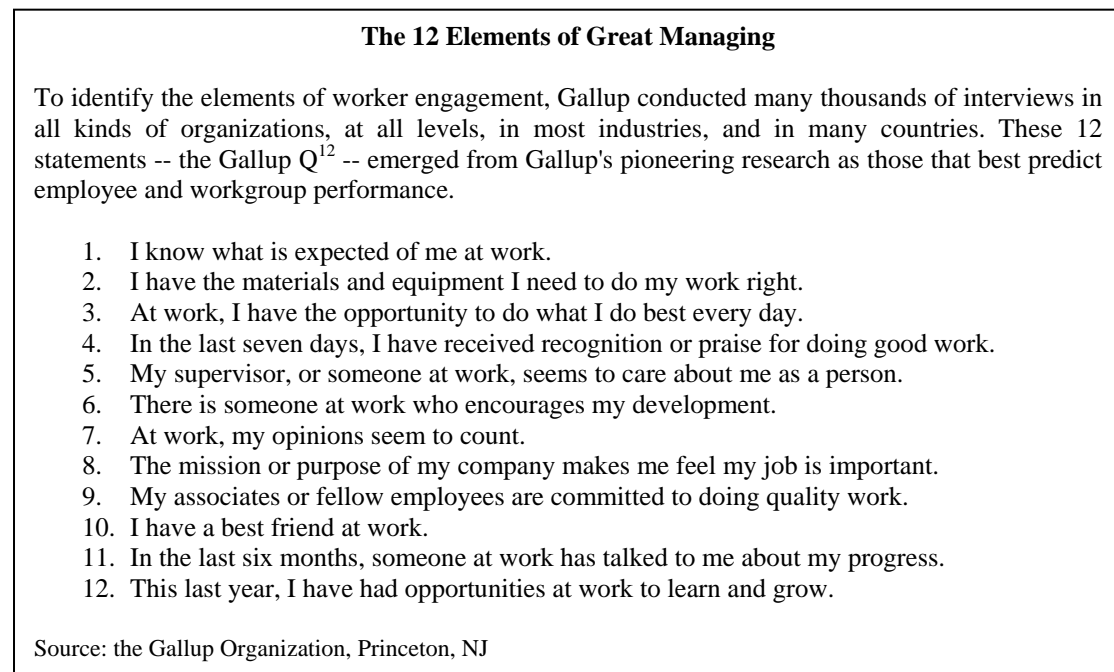 The 12 Elements of Great Managing
To identify the elements of worker engagement, Gallup conducted many thousands of interviews in
all kinds of organizations, at all levels, in most industries, and in many countries. These 12
statements -- the Gallup Q12 -- emerged from Gallup's pioneering research as those that best predict
employee and workgroup performance.
1. I know what is expected of me at work.
2. I have the materials and equipment I need to do my work right.
3. At work, I have the opportunity to do what I do best every day.
4. In the last seven days, I have received recognition or praise for doing good work.
5. My supervisor, or someone at work, seems to care about me as a person.
6. There is someone at work who encourages my development.
7. At work, my opinions seem to count.
8. The mission or purpose of my company makes me feel my job is important.
9. My associates or fellow employees are committed to doing quality work.
10. I have a best friend at work.
11. In the last six months, someone at work has talked to me about my progress.
12. This last year, I have had opportunities at work to learn and grow.
Source: the Gallup Organization, Princeton, NJ